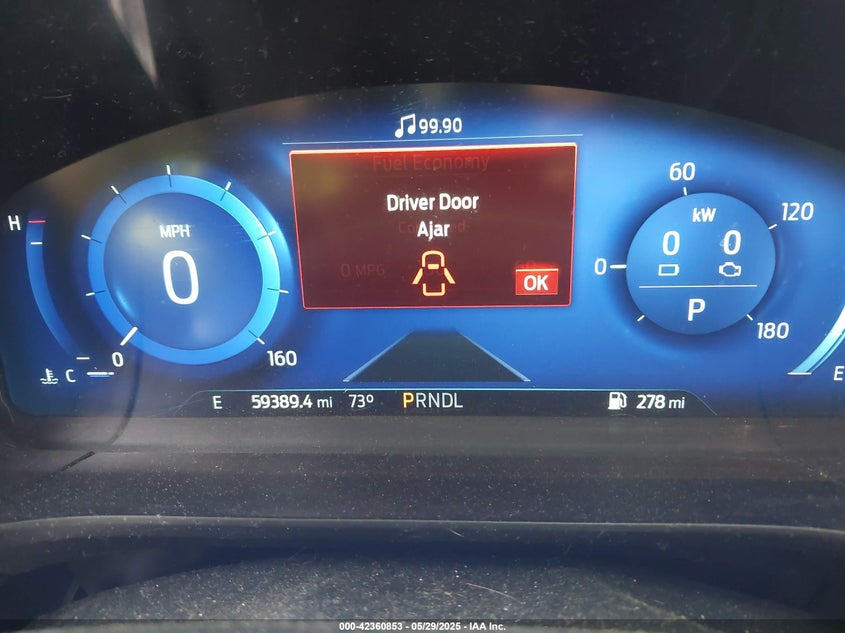 ♫ 99.90
Fuel Economy
Driver Door
Ajar
0 MPG
OK
H
MPH
0
C
0
160
60
kW
120
0
0 0
P
180
E
E 59389.4 mi 73° PRNDL 278 mi
000-42360853 - 05/29/2025 - IAA Inc.